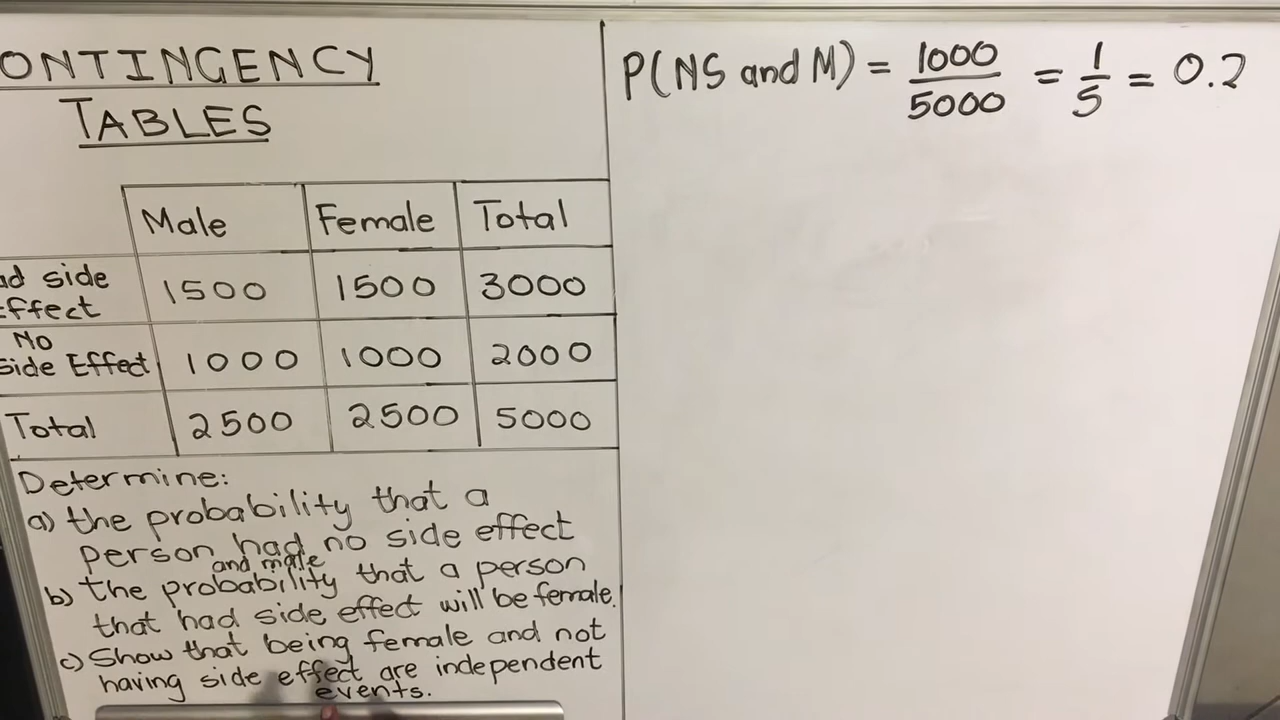 ONTINGENCY
TABLES
Male Female Total
ad side
Effect
1500 1500 3000
No
Side Effect
1000 1000 2000
Total 2500 2500 5000
Determine:
a) the probability that a
person had no side effect
and male
b) the probability that a person
that had side effect will be female.
c) Show that being female and not
having side effect are independent
events.
P(NS and M) = 1000/5000 = 1/5 = 0.2